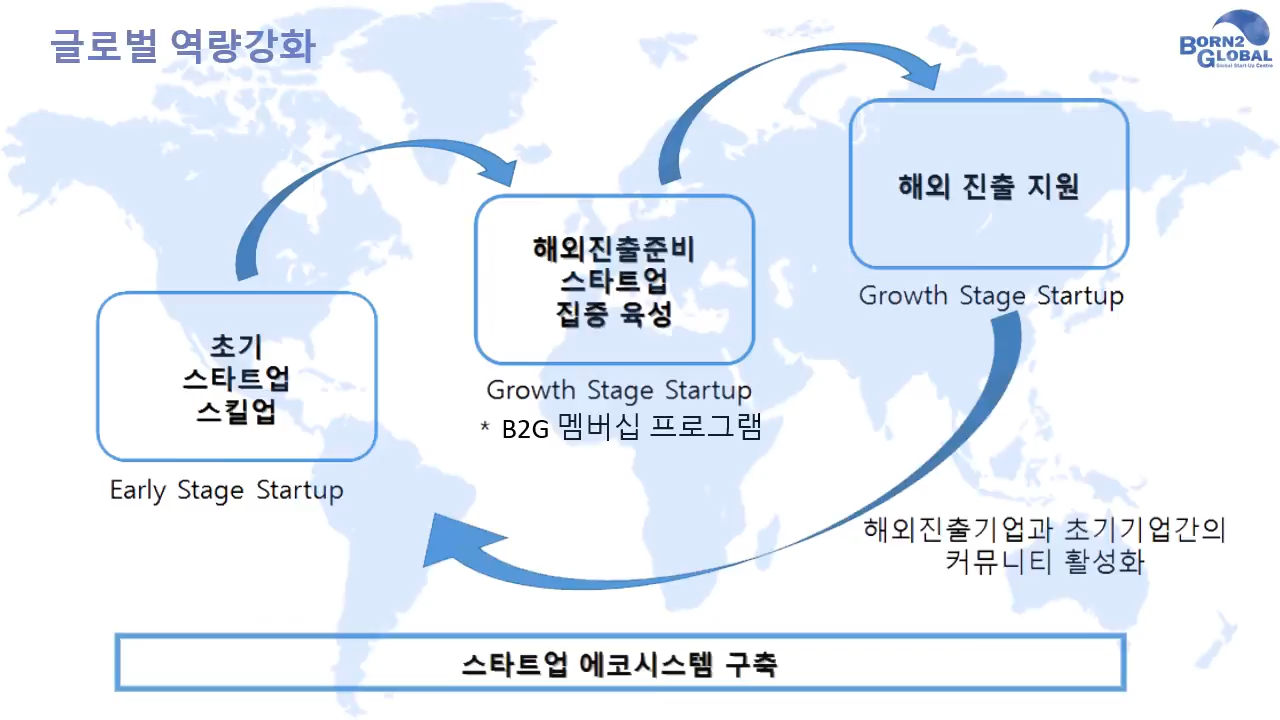 글로벌 역량강화
BORN2
GLOBAL
Global Start-Up Centre
해외 진출 지원
Growth Stage Startup
해외진출준비
스타트업
집중 육성
Growth Stage Startup
* B2G 멤버십 프로그램
초기
스타트업
스킬업
Early Stage Startup
해외진출기업과 초기기업간의
커뮤니티 활성화
스타트업 에코시스템 구축